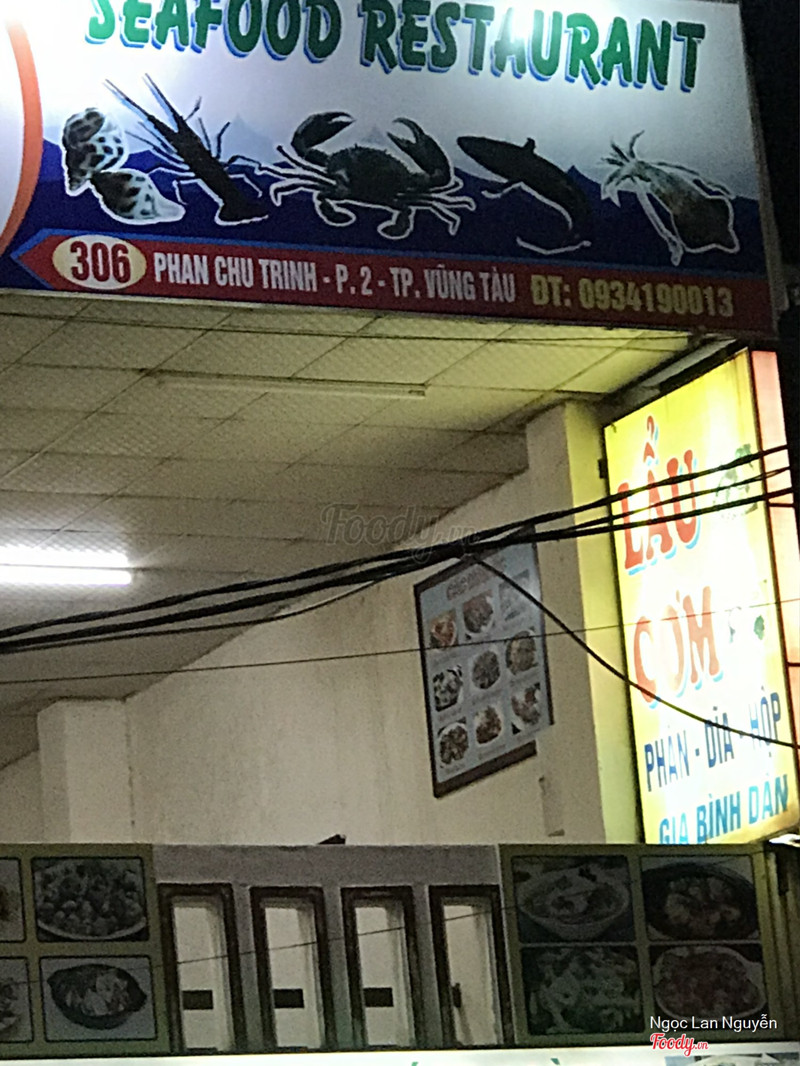 SEAFOOD RESTAURANT
306 PHAN CHU TRINH - P. 2 - TP. VŨNG TÀU ĐT: 0934190013
LẨU
CƠM
PHẦN - DĨA - HỘP
GIÁ BÌNH DÂN
Foody.vn
Ngọc Lan Nguyễn
Foody.vn